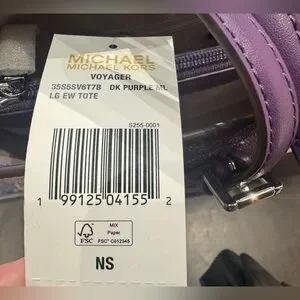 MICHAEL
MICHAEL KORS
VOYAGER
35S5SV6T7B DK PURPLE ML
LG EW TOTE
S255-0001
1 99125 04155 2
FSC
MIX
Paper
FSC® C012345
NS